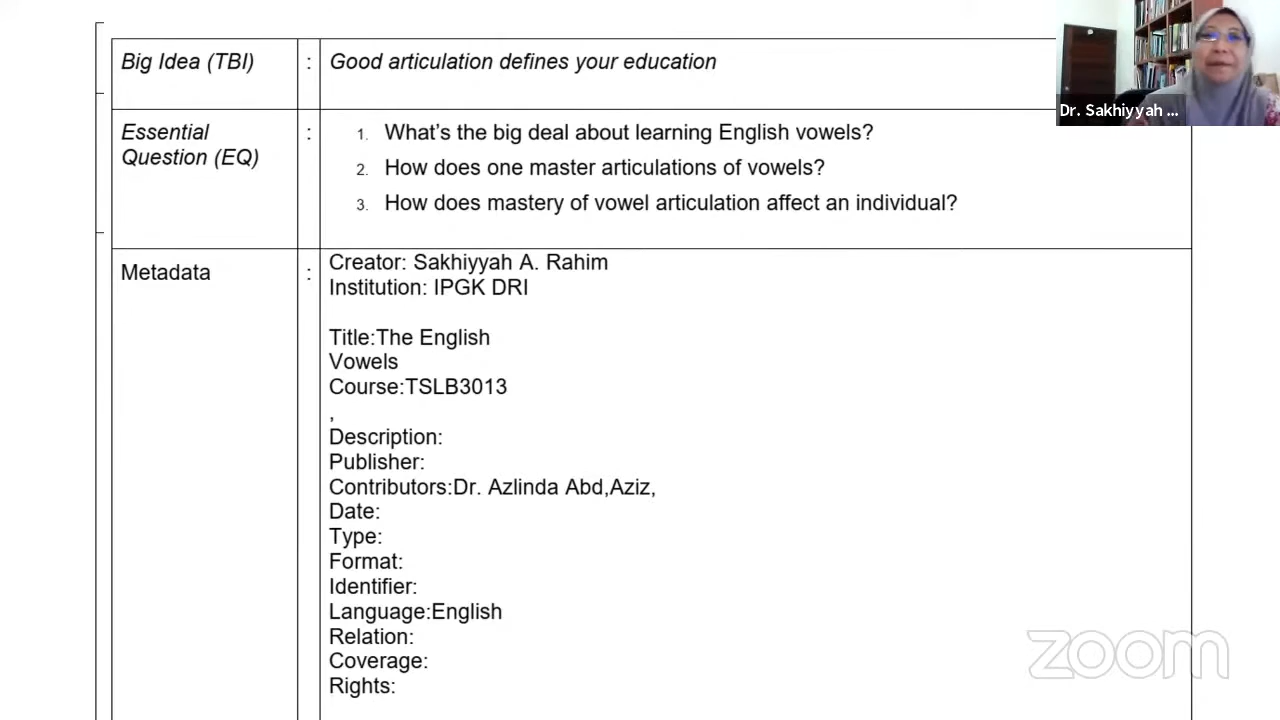 Big Idea (TBI) : Good articulation defines your education
Essential Question (EQ) :
1. What's the big deal about learning English vowels?
2. How does one master articulations of vowels?
3. How does mastery of vowel articulation affect an individual?
Metadata :
Creator: Sakhiyyah A. Rahim
Institution: IPGK DRI
Title:The English
Vowels
Course:TSLB3013
,
Description:
Publisher:
Contributors:Dr. Azlinda Abd,Aziz,
Date:
Type:
Format:
Identifier:
Language:English
Relation:
Coverage:
Rights:
Dr. Sakhiyyah ...
zoom